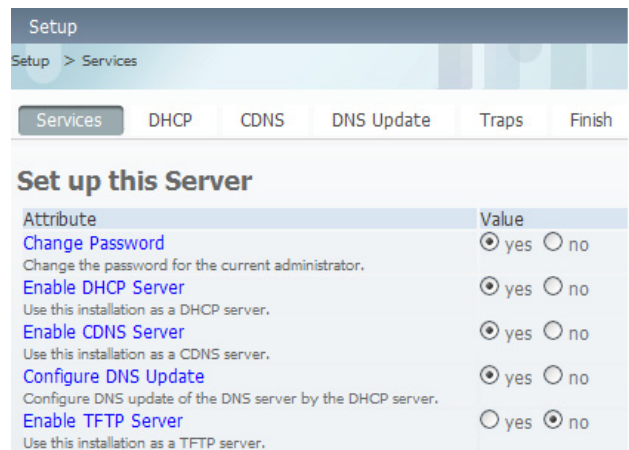 Setup
Setup > Services
Services DHCP CDNS DNS Update Traps Finish
Set up this Server
Attribute Value
Change Password yes no
Change the password for the current administrator.
Enable DHCP Server yes no
Use this installation as a DHCP server.
Enable CDNS Server yes no
Use this installation as a CDNS server.
Configure DNS Update yes no
Configure DNS update of the DNS server by the DHCP server.
Enable TFTP Server yes no
Use this installation as a TFTP server.